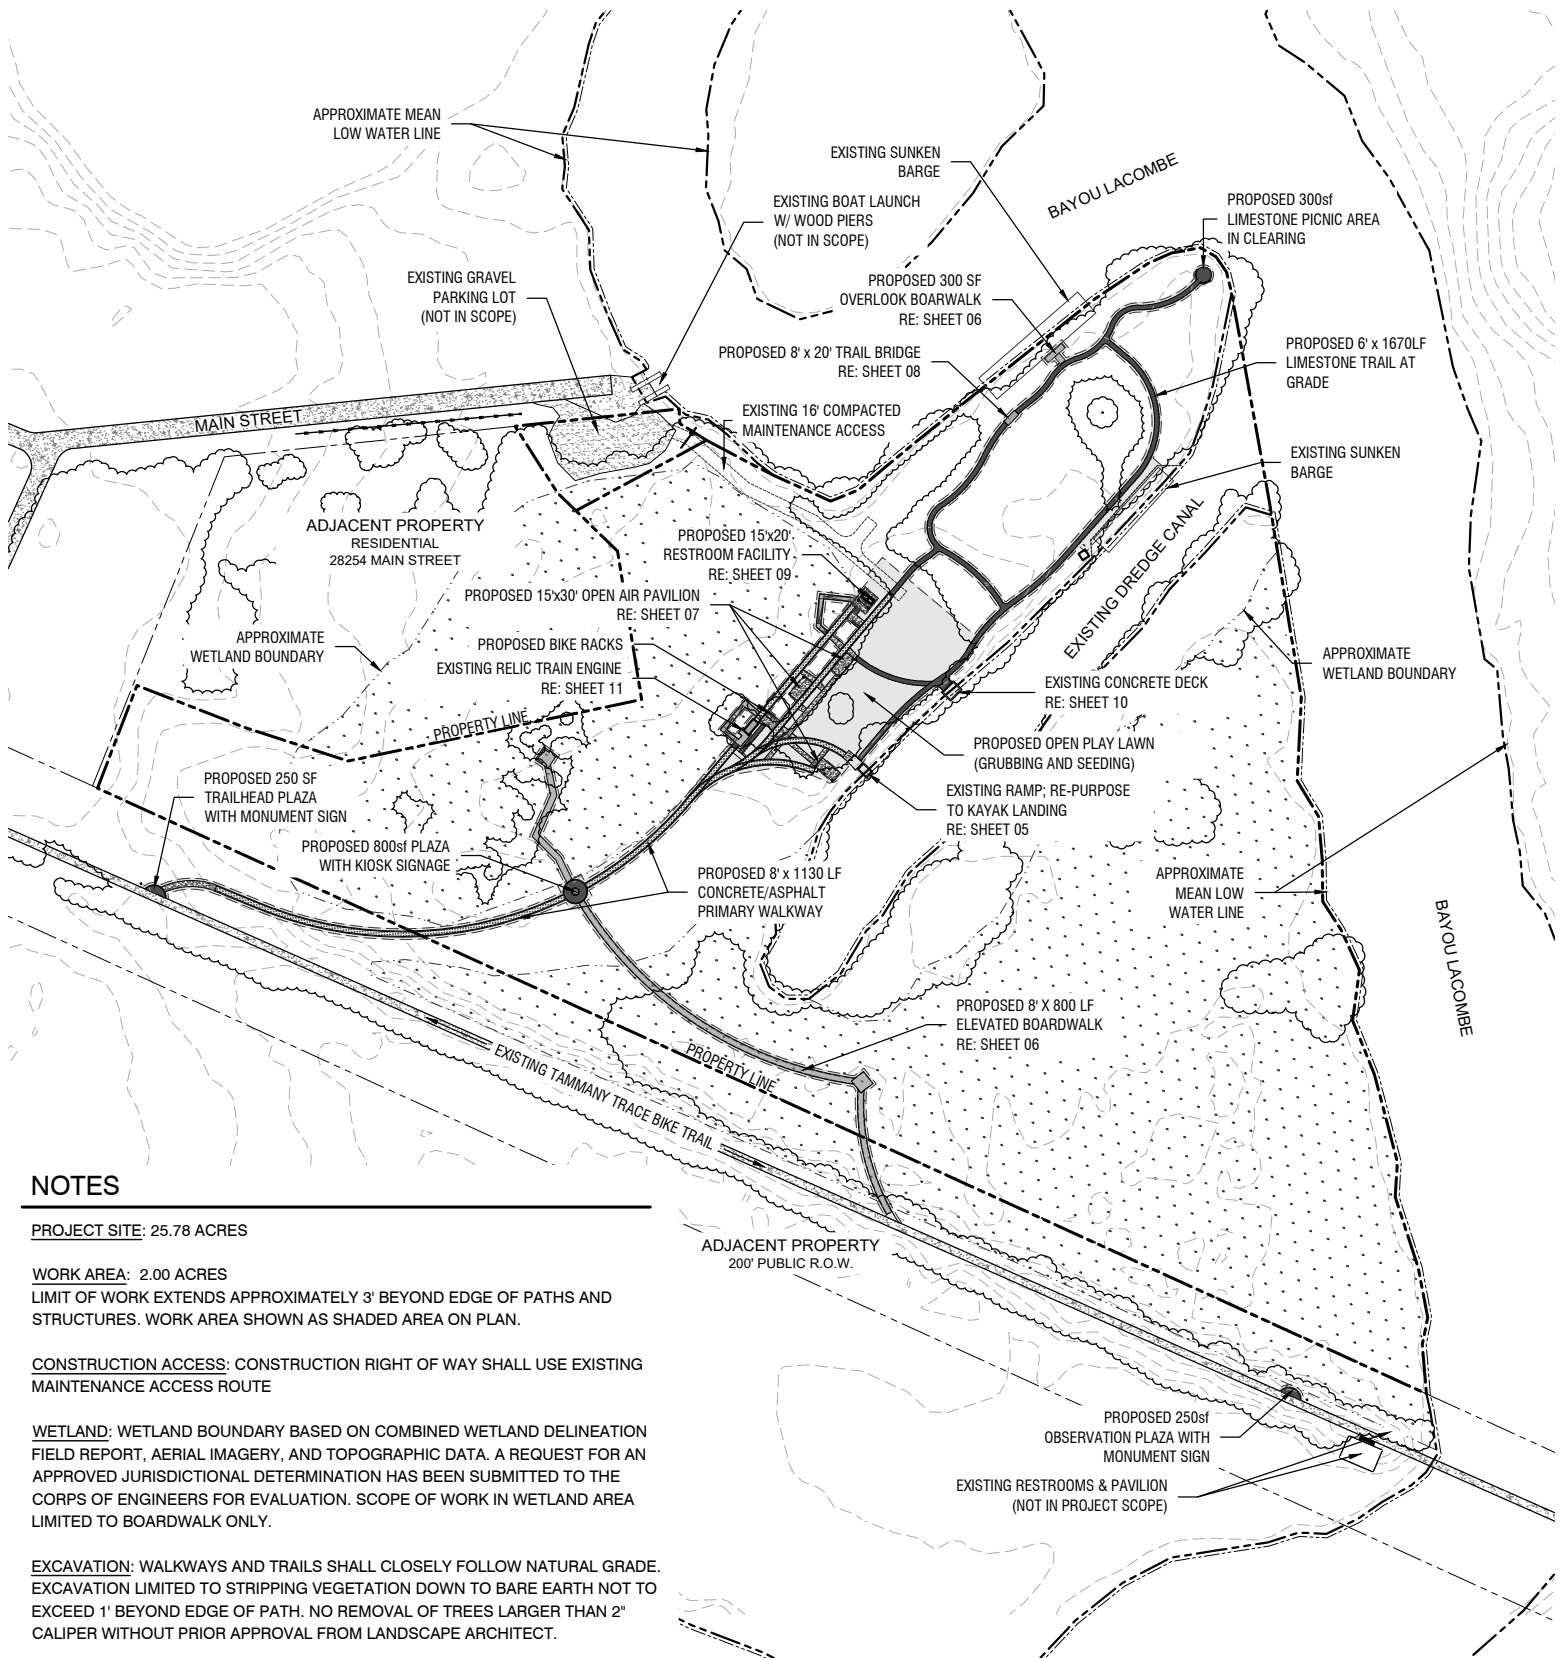 APPROXIMATE MEAN
LOW WATER LINE
EXISTING SUNKEN
BARGE
BAYOU LACOMBE
EXISTING BOAT LAUNCH
W/ WOOD PIERS
(NOT IN SCOPE)
PROPOSED 300sf
LIMESTONE PICNIC AREA
IN CLEARING
EXISTING GRAVEL
PARKING LOT
(NOT IN SCOPE)
PROPOSED 300 SF
OVERLOOK BOARWALK
RE: SHEET 06
PROPOSED 8' x 20' TRAIL BRIDGE
RE: SHEET 08
PROPOSED 6' x 1670LF
LIMESTONE TRAIL AT
GRADE
MAIN STREET
EXISTING 16' COMPACTED
MAINTENANCE ACCESS
EXISTING SUNKEN
BARGE
ADJACENT PROPERTY
RESIDENTIAL
28254 MAIN STREET
PROPOSED 15'x20'
RESTROOM FACILITY
RE: SHEET 09
EXISTING DREDGE CANAL
PROPOSED 15'x30' OPEN AIR PAVILION
RE: SHEET 07
APPROXIMATE
WETLAND BOUNDARY
PROPOSED BIKE RACKS
EXISTING RELIC TRAIN ENGINE
RE: SHEET 11
APPROXIMATE
WETLAND BOUNDARY
EXISTING CONCRETE DECK
RE: SHEET 10
PROPERTY LINE
PROPOSED OPEN PLAY LAWN
(GRUBBING AND SEEDING)
PROPOSED 250 SF
TRAILHEAD PLAZA
WITH MONUMENT SIGN
EXISTING RAMP; RE-PURPOSE
TO KAYAK LANDING
RE: SHEET 05
PROPOSED 800sf PLAZA
WITH KIOSK SIGNAGE
PROPOSED 8' x 1130 LF
CONCRETE/ASPHALT
PRIMARY WALKWAY
APPROXIMATE
MEAN LOW
WATER LINE
BAYOU LACOMBE
PROPOSED 8' X 800 LF
ELEVATED BOARDWALK
RE: SHEET 06
PROPERTY LINE
EXISTING TAMMANY TRACE BIKE TRAIL
ADJACENT PROPERTY
200' PUBLIC R.O.W.
PROPOSED 250sf
OBSERVATION PLAZA WITH
MONUMENT SIGN
EXISTING RESTROOMS & PAVILION
(NOT IN PROJECT SCOPE)
NOTES
PROJECT SITE: 25.78 ACRES
WORK AREA: 2.00 ACRES
LIMIT OF WORK EXTENDS APPROXIMATELY 3' BEYOND EDGE OF PATHS AND
STRUCTURES. WORK AREA SHOWN AS SHADED AREA ON PLAN.
CONSTRUCTION ACCESS: CONSTRUCTION RIGHT OF WAY SHALL USE EXISTING
MAINTENANCE ACCESS ROUTE
WETLAND: WETLAND BOUNDARY BASED ON COMBINED WETLAND DELINEATION
FIELD REPORT, AERIAL IMAGERY, AND TOPOGRAPHIC DATA. A REQUEST FOR AN
APPROVED JURISDICTIONAL DETERMINATION HAS BEEN SUBMITTED TO THE
CORPS OF ENGINEERS FOR EVALUATION. SCOPE OF WORK IN WETLAND AREA
LIMITED TO BOARDWALK ONLY.
EXCAVATION: WALKWAYS AND TRAILS SHALL CLOSELY FOLLOW NATURAL GRADE.
EXCAVATION LIMITED TO STRIPPING VEGETATION DOWN TO BARE EARTH NOT TO
EXCEED 1' BEYOND EDGE OF PATH. NO REMOVAL OF TREES LARGER THAN 2"
CALIPER WITHOUT PRIOR APPROVAL FROM LANDSCAPE ARCHITECT.